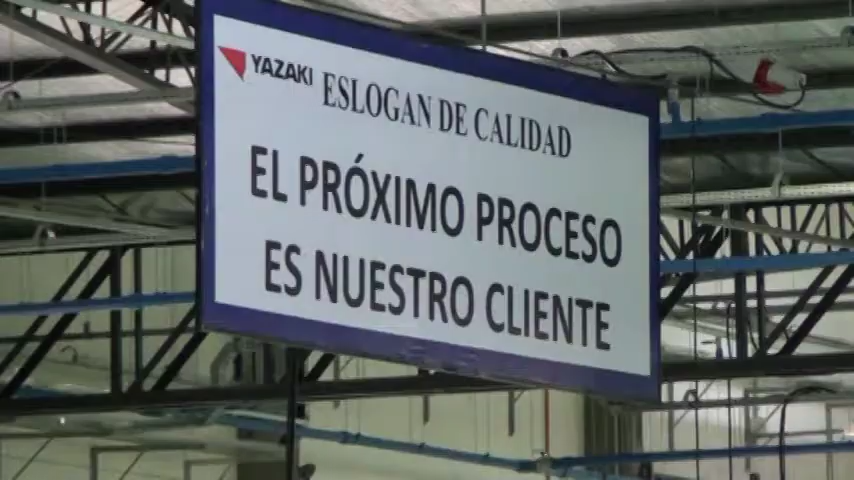 YAZAKI ESLOGAN DE CALIDAD
EL PRÓXIMO PROCESO
ES NUESTRO CLIENTE